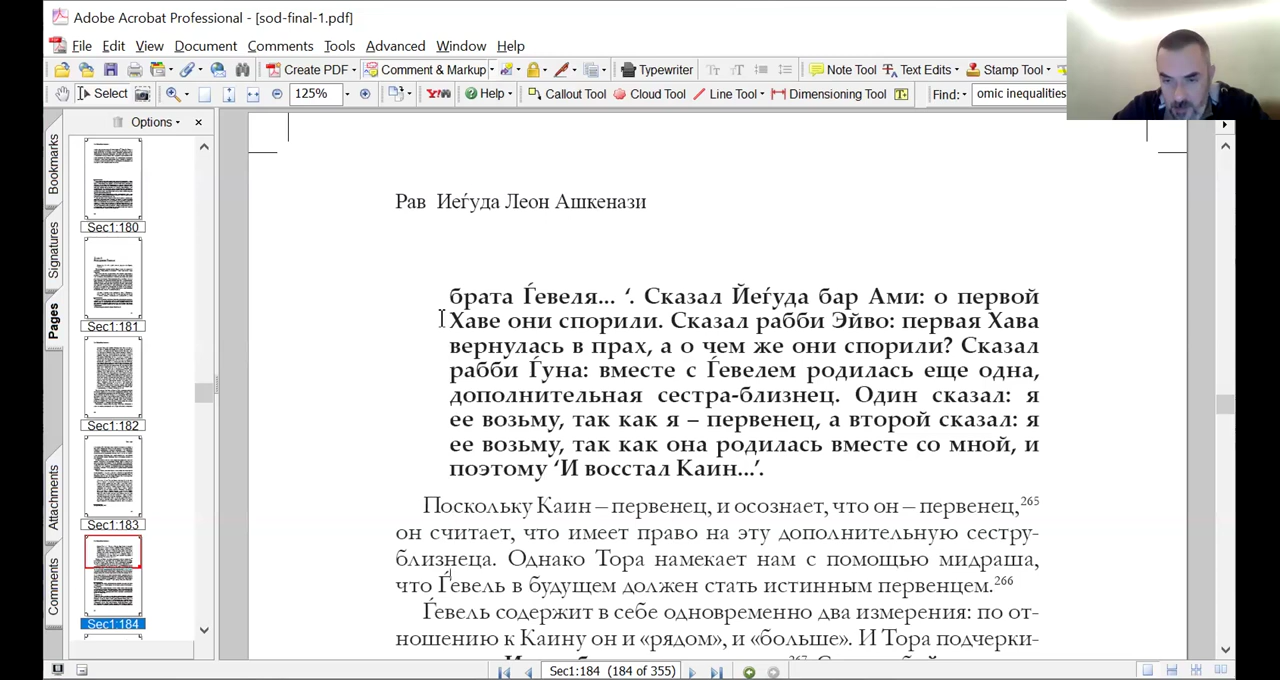 Adobe Acrobat Professional - [sod-final-1.pdf]
File Edit View Document Comments Tools Advanced Window Help
Create PDF Comment & Markup Typewriter Note Tool Text Edits Stamp Tool
Select 125% Help Callout Tool Cloud Tool Line Tool Dimensioning Tool Find: omic inequalities
Options
Bookmarks
Signatures
Pages
Attachments
Comments
Sec1:180
Sec1:181
Sec1:182
Sec1:183
Sec1:184
Рав Иеѓуда Леон Ашкенази
брата Ѓевеля... ‘. Сказал Йеѓуда бар Ами: о первой
Хаве они спорили. Сказал рабби Эйво: первая Хава
вернулась в прах, а о чем же они спорили? Сказал
рабби Ѓуна: вместе с Ѓевелем родилась еще одна,
дополнительная сестра-близнец. Один сказал: я
ее возьму, так как я – первенец, а второй сказал: я
ее возьму, так как она родилась вместе со мной, и
поэтому ‘И восстал Каин...’.
Поскольку Каин – первенец, и осознает, что он – первенец,265
он считает, что имеет право на эту дополнительную сестру-
близнеца. Однако Тора намекает нам с помощью мидраша,
что Ѓевель в будущем должен стать истинным первенцем.266
Ѓевель содержит в себе одновременно два измерения: по от-
ношению к Каину он и «рядом», и «больше». И Тора подчерки-
Sec1:184 (184 of 355)